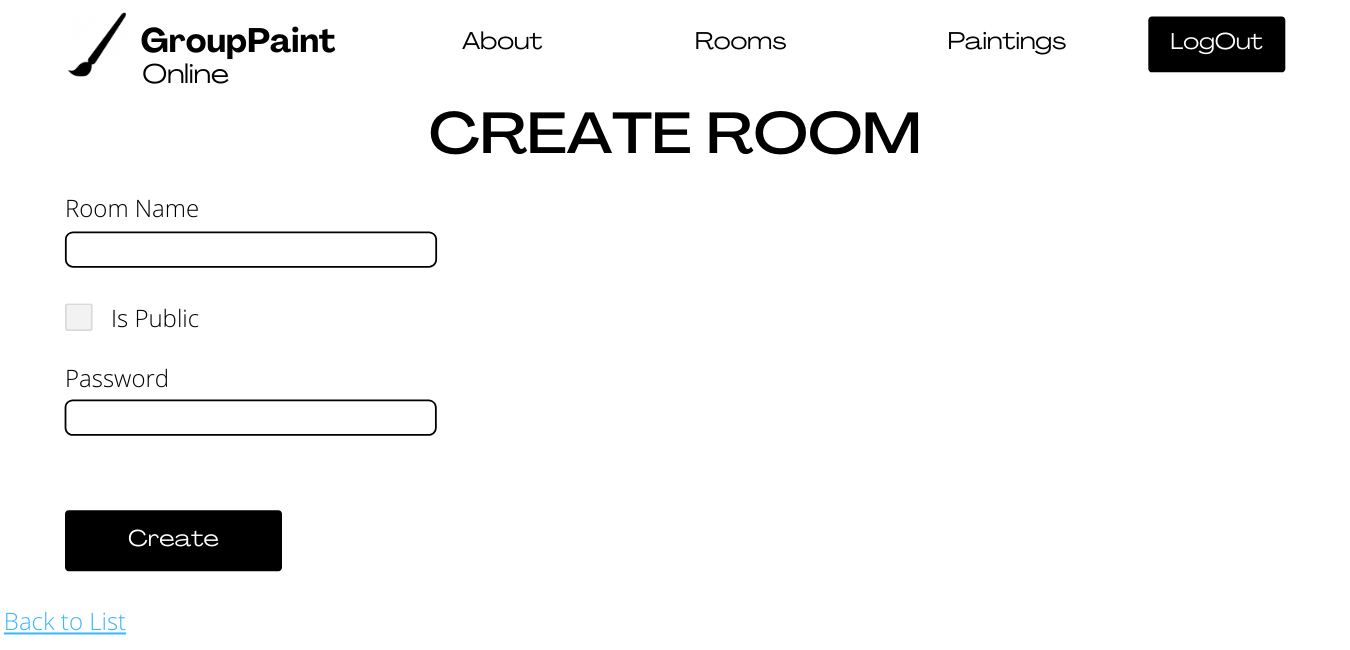 GroupPaint
Online
About
Rooms
Paintings
LogOut
CREATE ROOM
Room Name
Is Public
Password
Create
Back to List